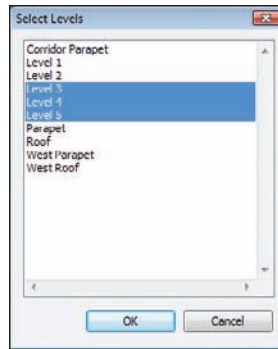 Select Levels
Corridor Parapet
Level 1
Level 2
Level 3
Level 4
Level 5
Parapet
Roof
West Parapet
West Roof
OK
Cancel